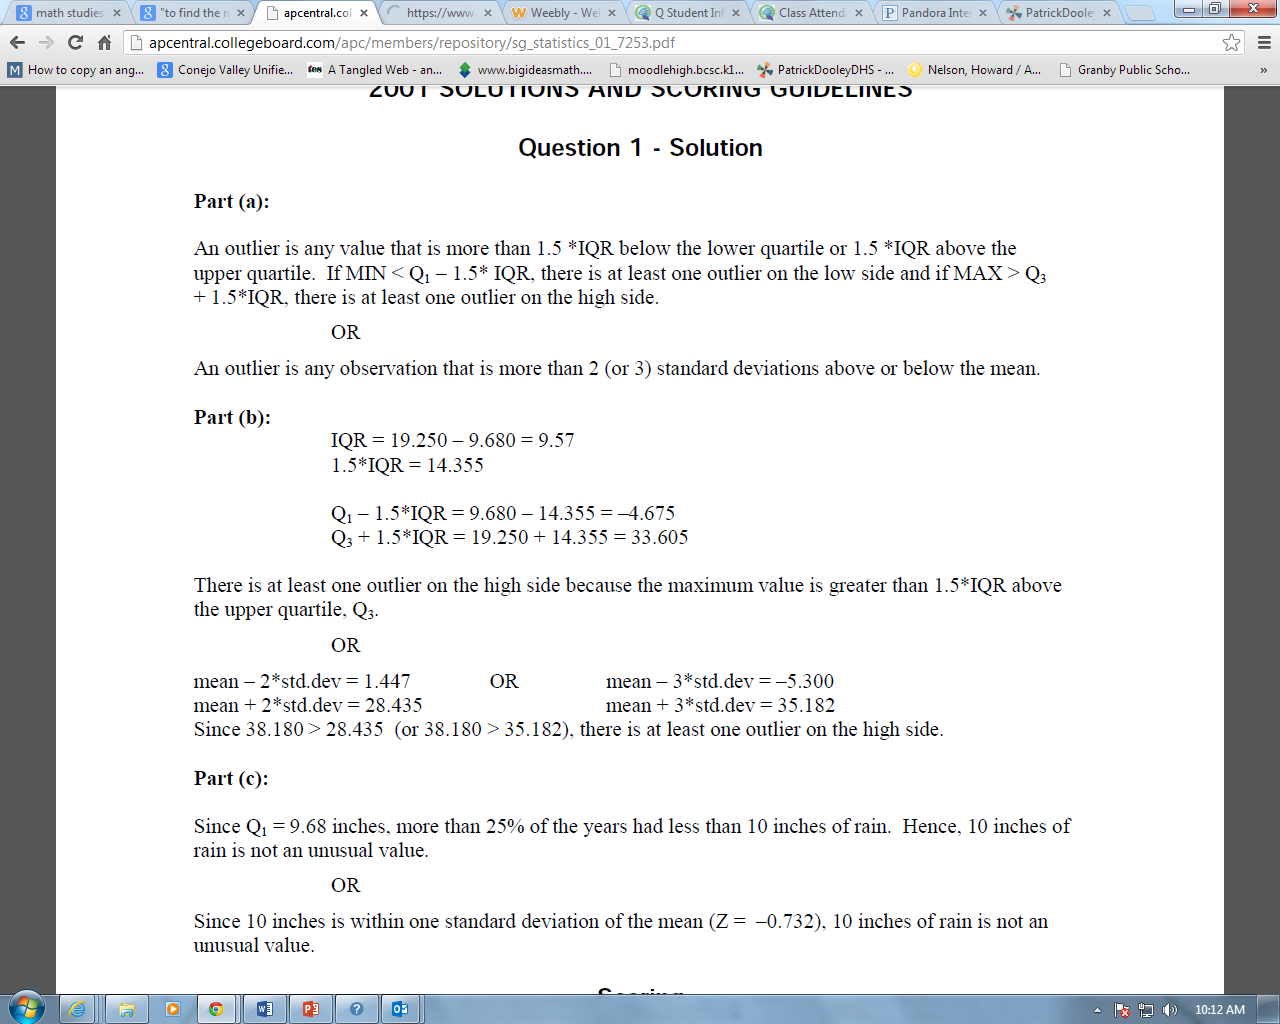 math studies
"to find the n
apcentral.col
https://www.
Weebly - We
Q Student Inf
Class Attend
Pandora Inte
PatrickDoole
apcentral.collegeboard.com/apc/members/repository/sg_statistics_01_7253.pdf
How to copy an ang...
Conejo Valley Unifie...
tes A Tangled Web - an...
www.bigideasmath....
moodlehigh.bcsc.k1...
PatrickDooleyDHS - ...
Nelson, Howard / A...
Granby Public Scho...
»
2001 SOLUTIONS AND SCORING GUIDELINES
Question 1 - Solution
Part (a):
An outlier is any value that is more than 1.5 *IQR below the lower quartile or 1.5 *IQR above the
upper quartile. If MIN < Q₁ – 1.5* IQR, there is at least one outlier on the low side and if MAX > Q₃
+ 1.5*IQR, there is at least one outlier on the high side.
OR
An outlier is any observation that is more than 2 (or 3) standard deviations above or below the mean.
Part (b):
IQR = 19.250 – 9.680 = 9.57
1.5*IQR = 14.355
Q₁ – 1.5*IQR = 9.680 – 14.355 = –4.675
Q₃ + 1.5*IQR = 19.250 + 14.355 = 33.605
There is at least one outlier on the high side because the maximum value is greater than 1.5*IQR above
the upper quartile, Q₃.
OR
mean – 2*std.dev = 1.447 OR mean – 3*std.dev = –5.300
mean + 2*std.dev = 28.435 mean + 3*std.dev = 35.182
Since 38.180 > 28.435 (or 38.180 > 35.182), there is at least one outlier on the high side.
Part (c):
Since Q₁ = 9.68 inches, more than 25% of the years had less than 10 inches of rain. Hence, 10 inches of
rain is not an unusual value.
OR
Since 10 inches is within one standard deviation of the mean (Z = –0.732), 10 inches of rain is not an
unusual value.
Scoring
10:12 AM